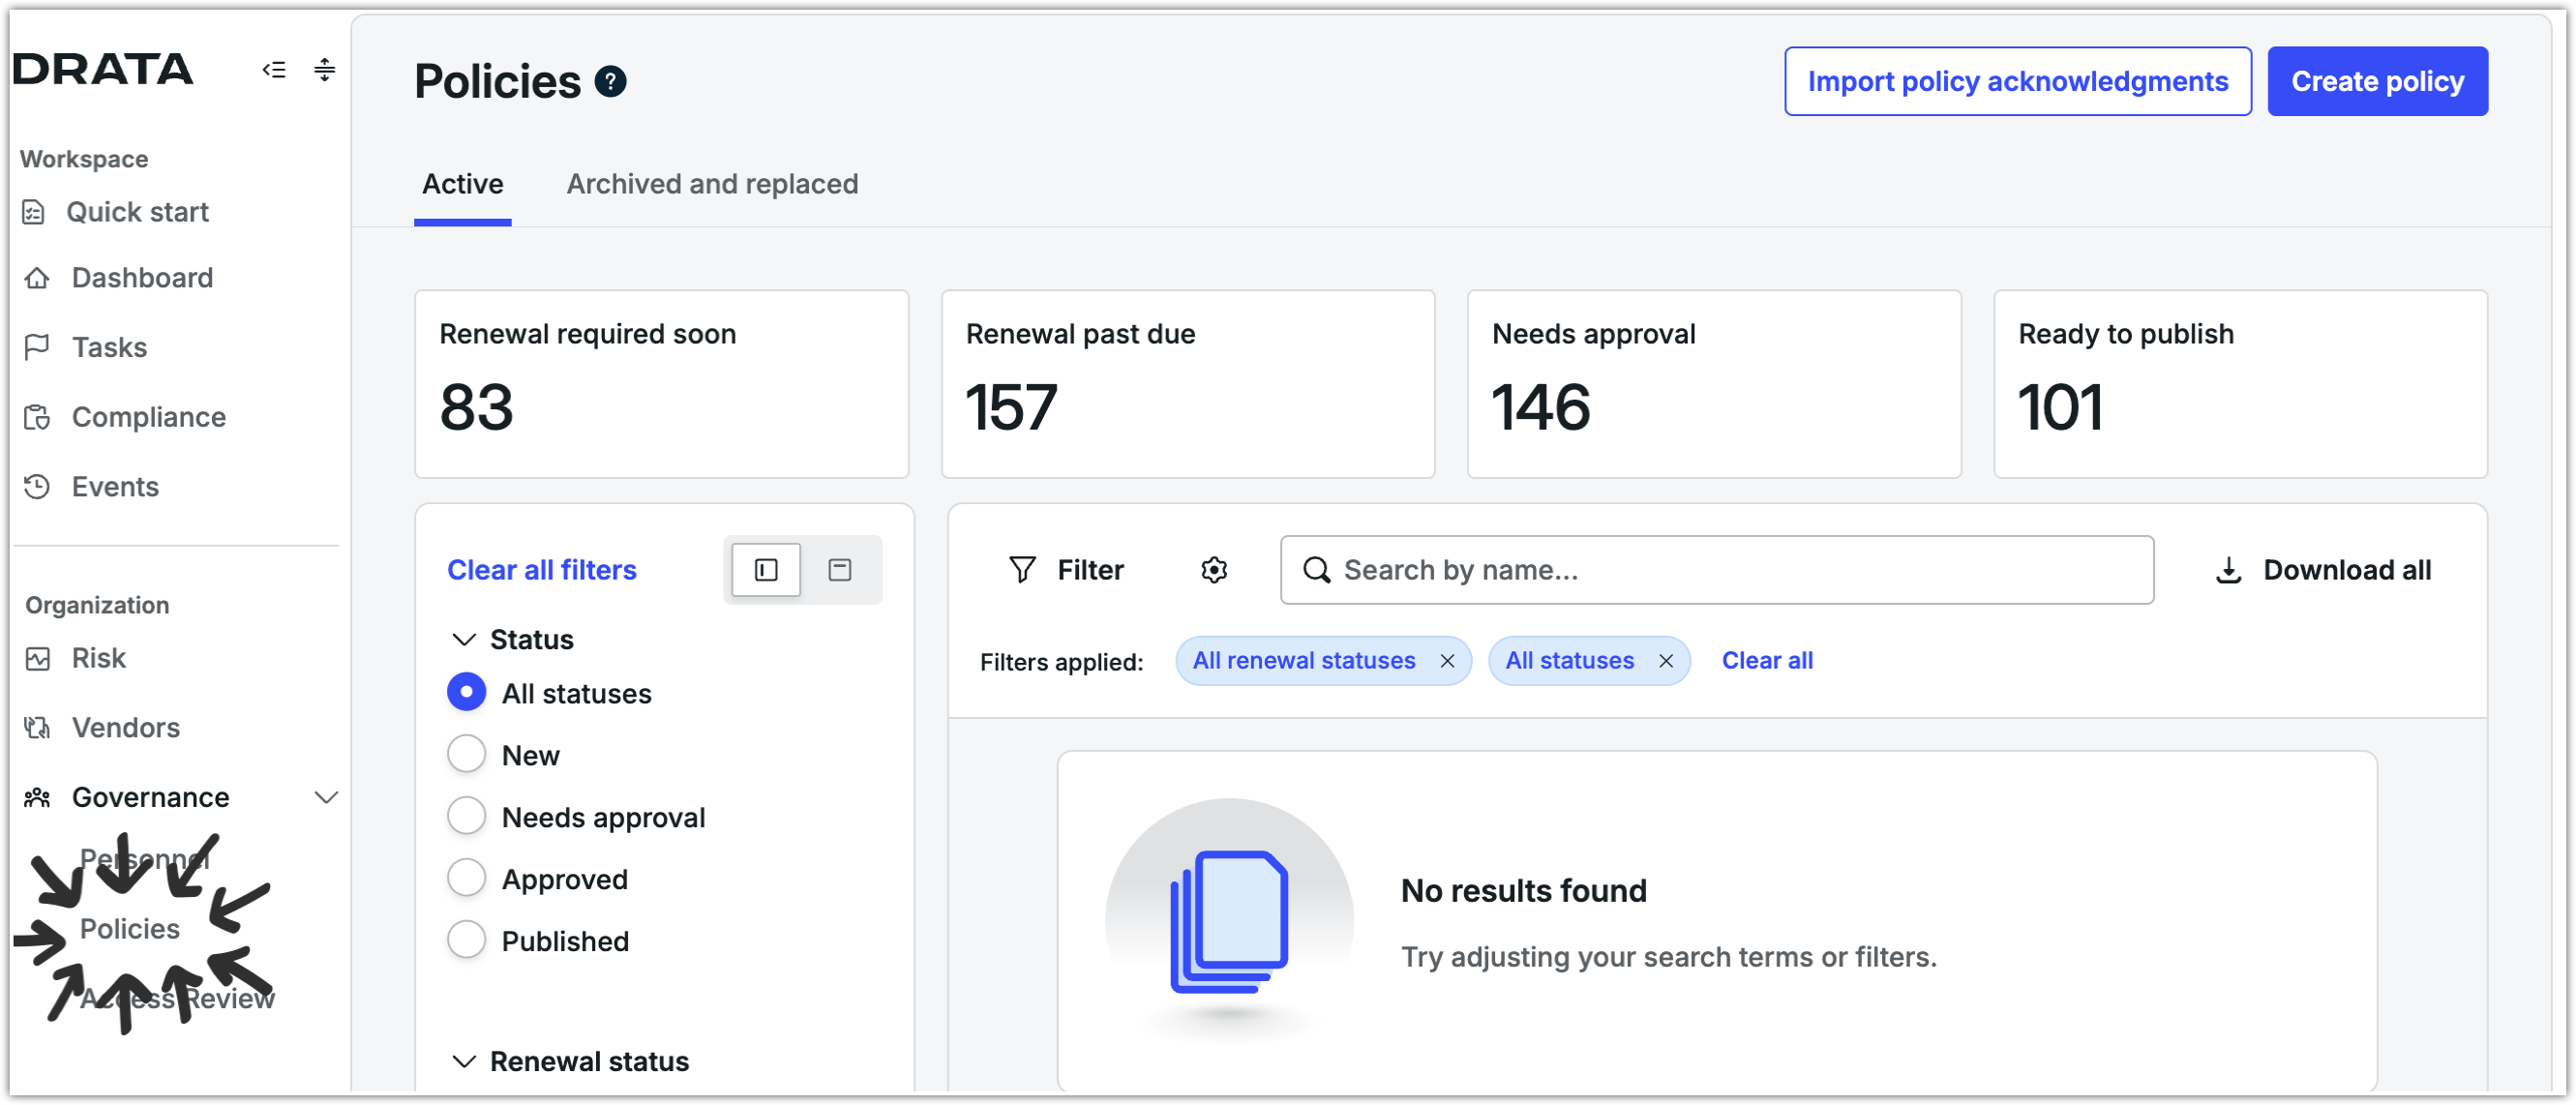 DRATA
Workspace
Quick start
Dashboard
Tasks
Compliance
Events
Organization
Risk
Vendors
Governance
Personnel
Policies
Access Review
Policies ?
Import policy acknowledgments
Create policy
Active
Archived and replaced
Renewal required soon
83
Renewal past due
157
Needs approval
146
Ready to publish
101
Clear all filters
Status
All statuses
New
Needs approval
Approved
Published
Renewal status
Filter
Search by name...
Download all
Filters applied:
All renewal statuses
All statuses
Clear all
No results found
Try adjusting your search terms or filters.